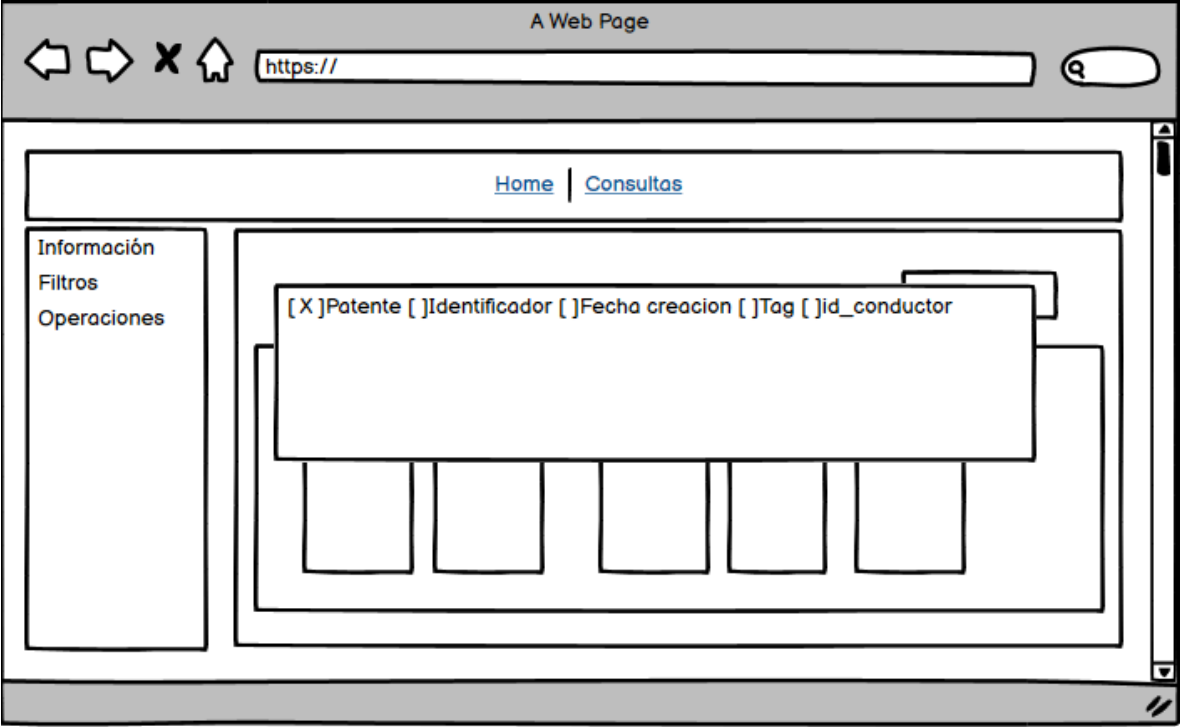 A Web Page
https://
Home | Consultas
Información
Filtros
Operaciones
[ X ]Patente [ ]Identificador [ ]Fecha creacion [ ]Tag [ ]id_conductor